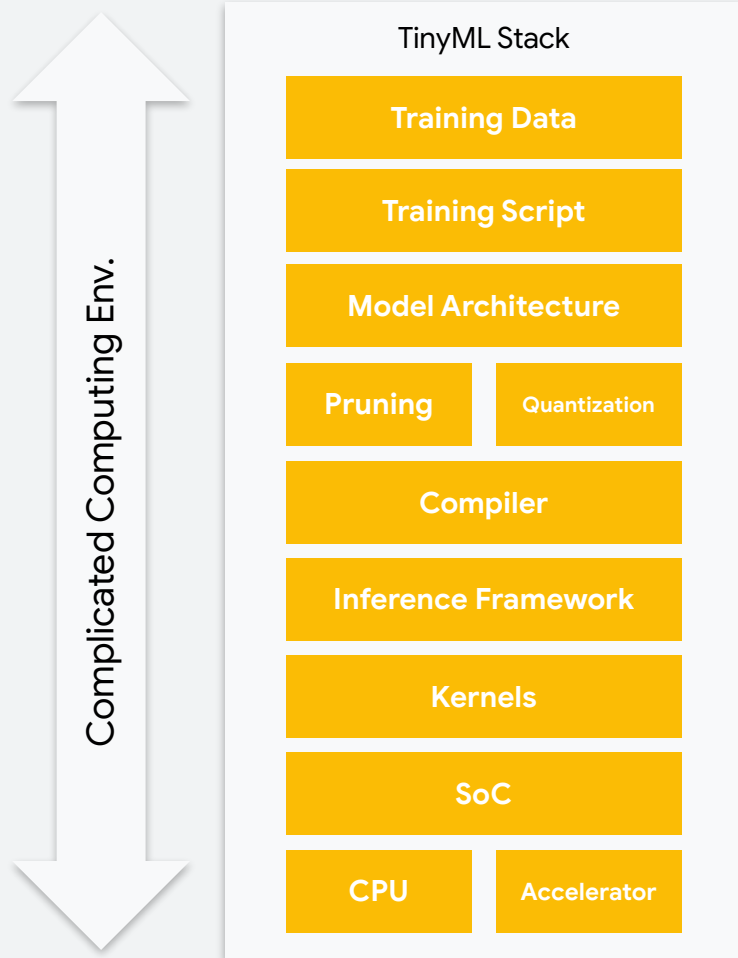 TinyML Stack
Training Data
Training Script
Model Architecture
Pruning
Quantization
Compiler
Inference Framework
Kernels
SoC
CPU
Accelerator
Complicated Computing Env.